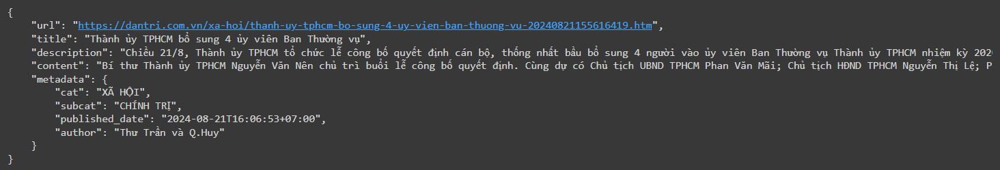 {
    "url": "https://dantri.com.vn/xa-hoi/thanh-uy-tphcm-bo-sung-4-uy-vien-ban-thuong-vu-20240821155616419.htm",
    "title": "Thành ủy TPHCM bổ sung 4 ủy viên Ban Thường vụ",
    "description": "Chiều 21/8, Thành ủy TPHCM tổ chức lễ công bố quyết định cán bộ, thống nhất bầu bổ sung 4 người vào ủy viên Ban Thường vụ Thành ủy TPHCM nhiệm kỳ 202
    "content": "Bí thư Thành ủy TPHCM Nguyễn Văn Nên chủ trì buổi lễ công bố quyết định. Cùng dự có Chủ tịch UBND TPHCM Phan Văn Mãi; Chủ tịch HĐND TPHCM Nguyễn Thị Lệ; P
    "metadata": {
        "cat": "XÃ HỘI",
        "subcat": "CHÍNH TRỊ",
        "published_date": "2024-08-21T16:06:53+07:00",
        "author": "Thư Trần và Q.Huy"
    }
}